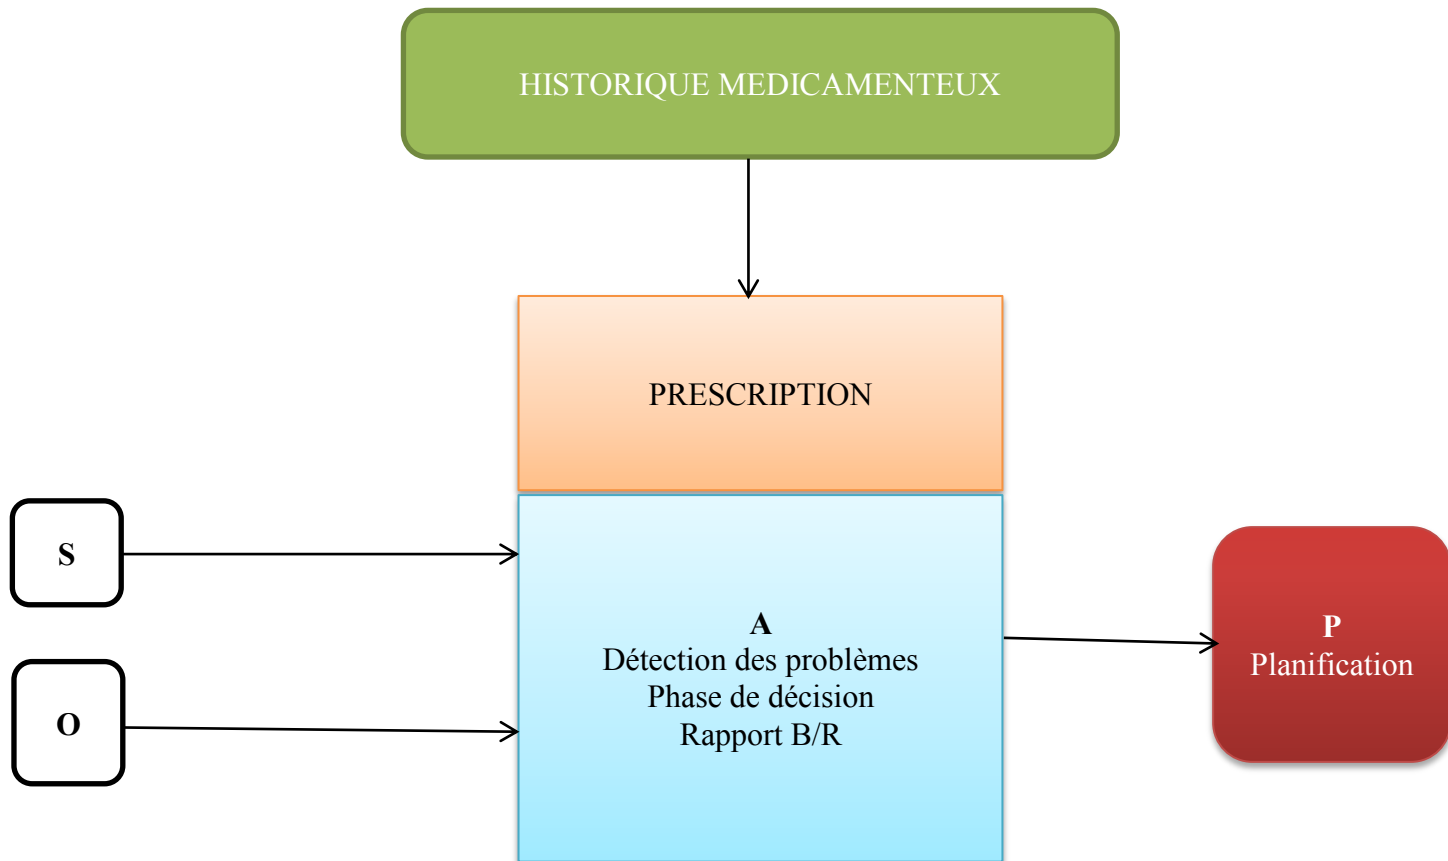 HISTORIQUE MEDICAMENTEUX
PRESCRIPTION
S
O
A
Détection des problèmes
Phase de décision
Rapport B/R
P
Planification